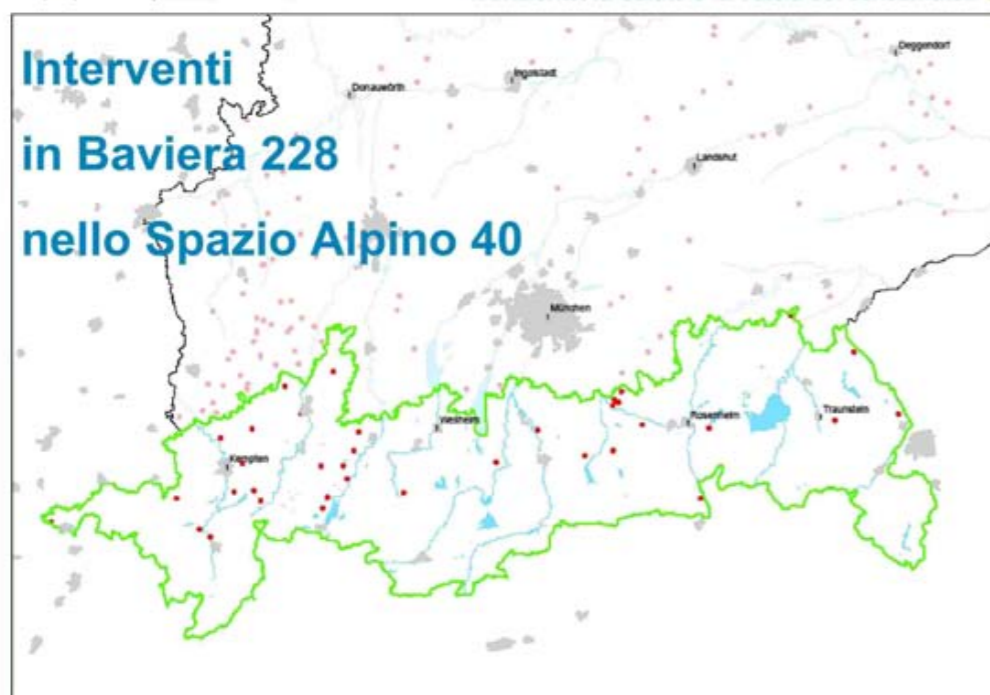 Interventi
in Baviera 228
nello Spazio Alpino 40
Deggendorf
Ingolstadt
Donauwörth
Landshut
München
Weilheim
Rosenheim
Traunstein
Kempten